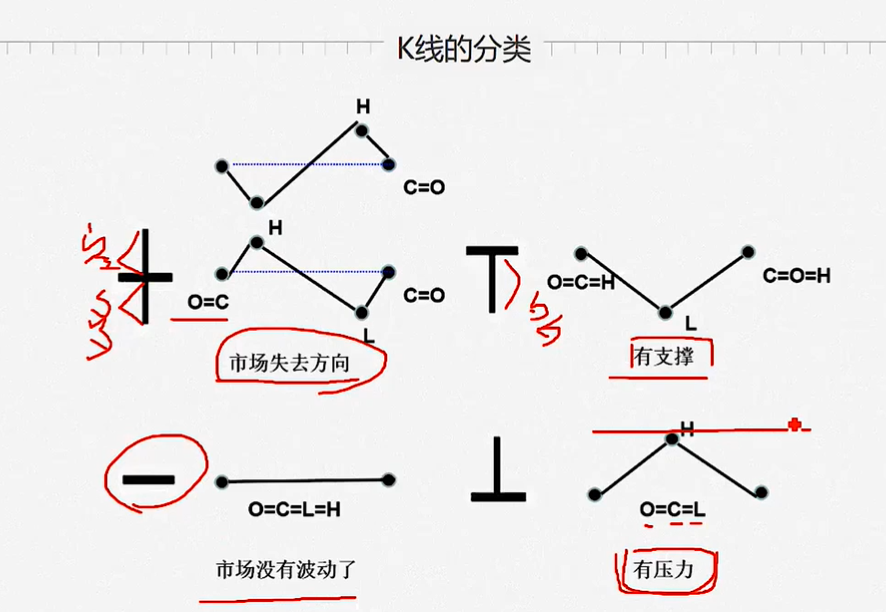 K线的分类
H
C=O
H
O=C
C=O
L
市场失去方向
O=C=H
C=O=H
L
有支撑
O=C=L=H
市场没有波动了
H
O=C=L
有压力